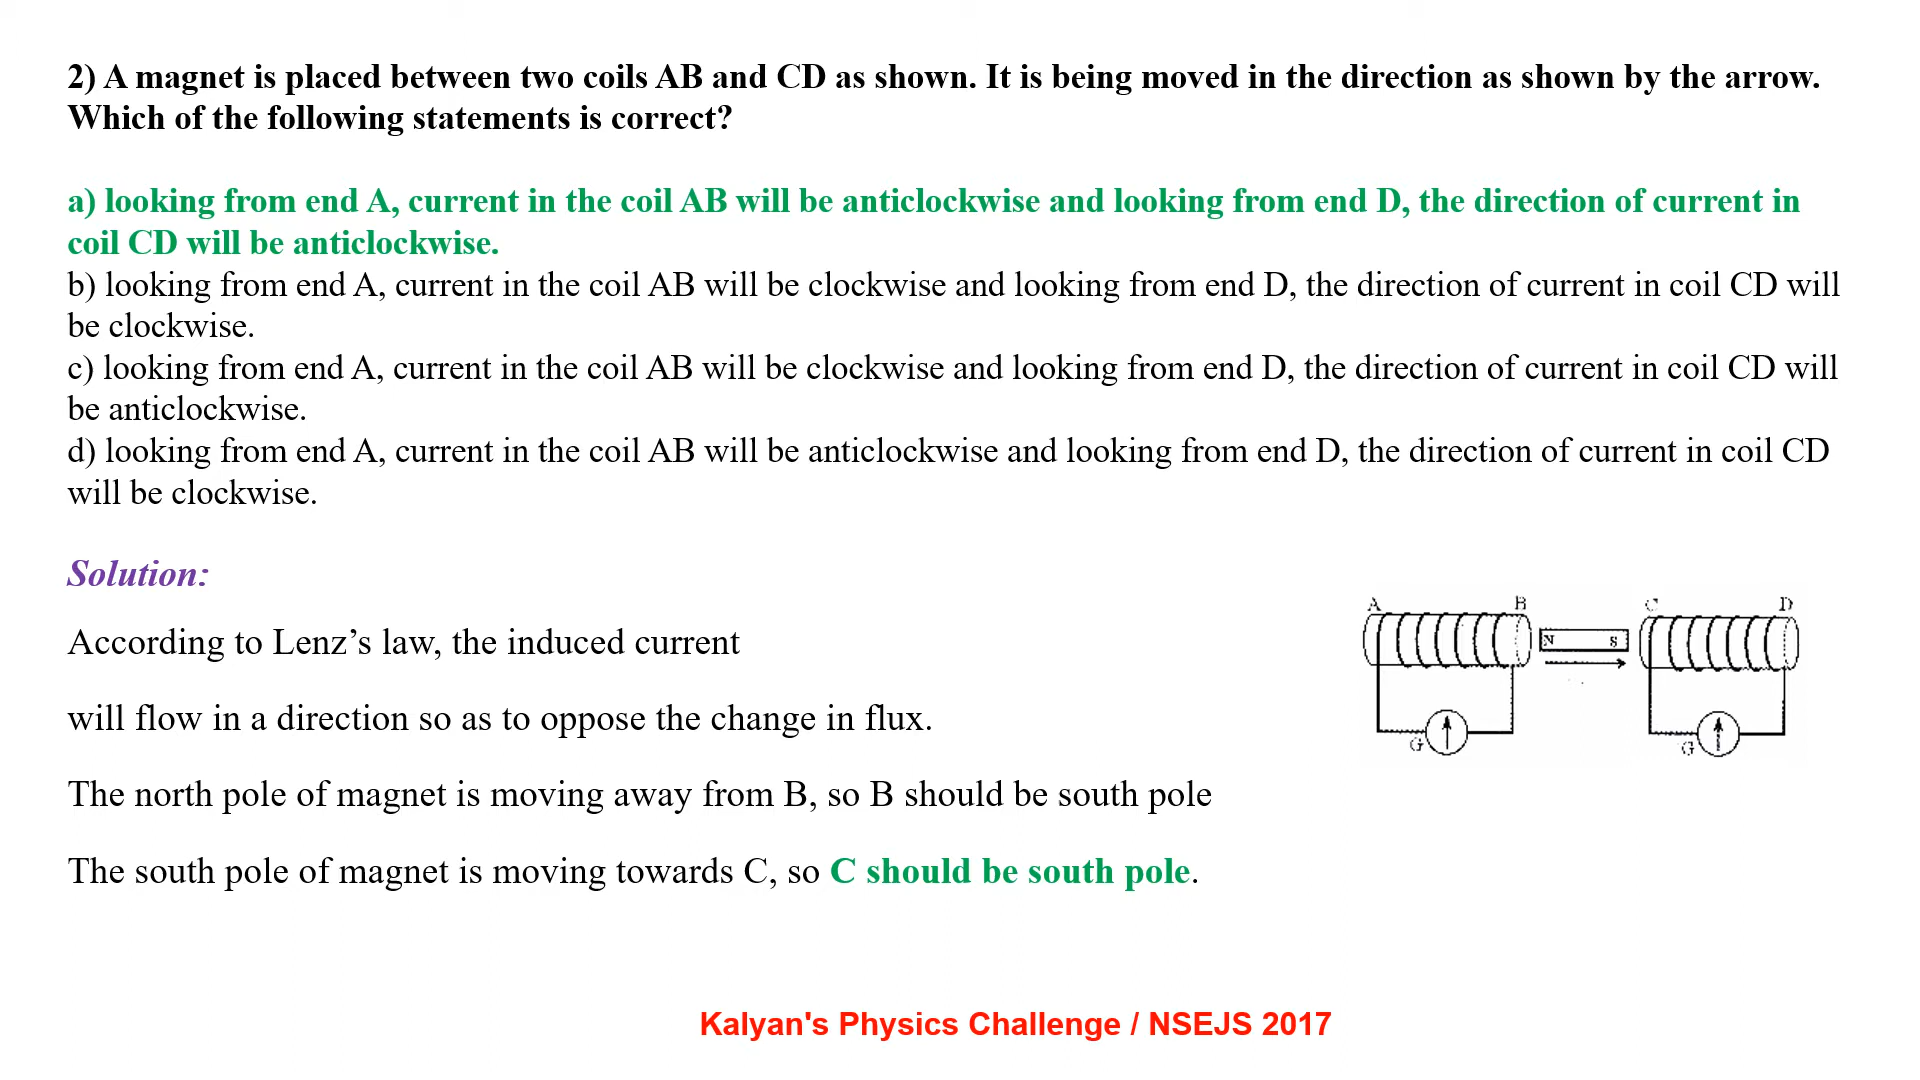 2) A magnet is placed between two coils AB and CD as shown. It is being moved in the direction as shown by the arrow.
Which of the following statements is correct?
a) looking from end A, current in the coil AB will be anticlockwise and looking from end D, the direction of current in
coil CD will be anticlockwise.
b) looking from end A, current in the coil AB will be clockwise and looking from end D, the direction of current in coil CD will
be clockwise.
c) looking from end A, current in the coil AB will be clockwise and looking from end D, the direction of current in coil CD will
be anticlockwise.
d) looking from end A, current in the coil AB will be anticlockwise and looking from end D, the direction of current in coil CD
will be clockwise.
Solution:
According to Lenz’s law, the induced current
will flow in a direction so as to oppose the change in flux.
The north pole of magnet is moving away from B, so B should be south pole
The south pole of magnet is moving towards C, so C should be south pole.
A B C D
N S
G G
Kalyan's Physics Challenge / NSEJS 2017